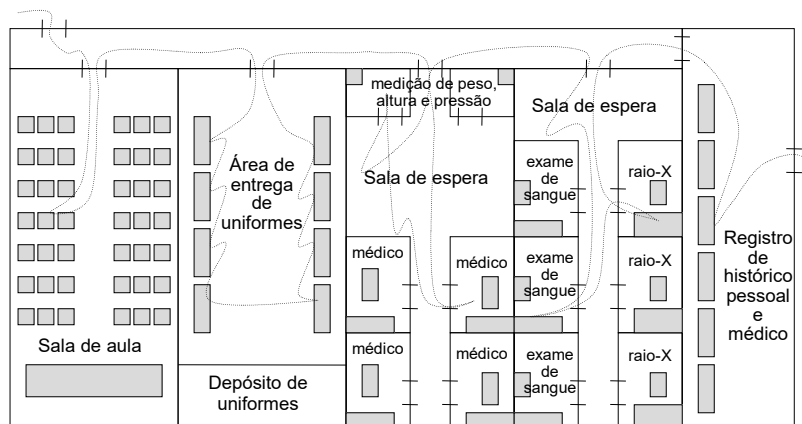 medição de peso,
altura e pressão
Sala de espera
Área de
entrega
de
uniformes
Sala de espera
exame
de
sangue
raio-X
Registro
de
histórico
pessoal
e
médico
médico
médico
exame
de
sangue
raio-X
Sala de aula
médico
médico
exame
de
sangue
raio-X
Depósito de
uniformes